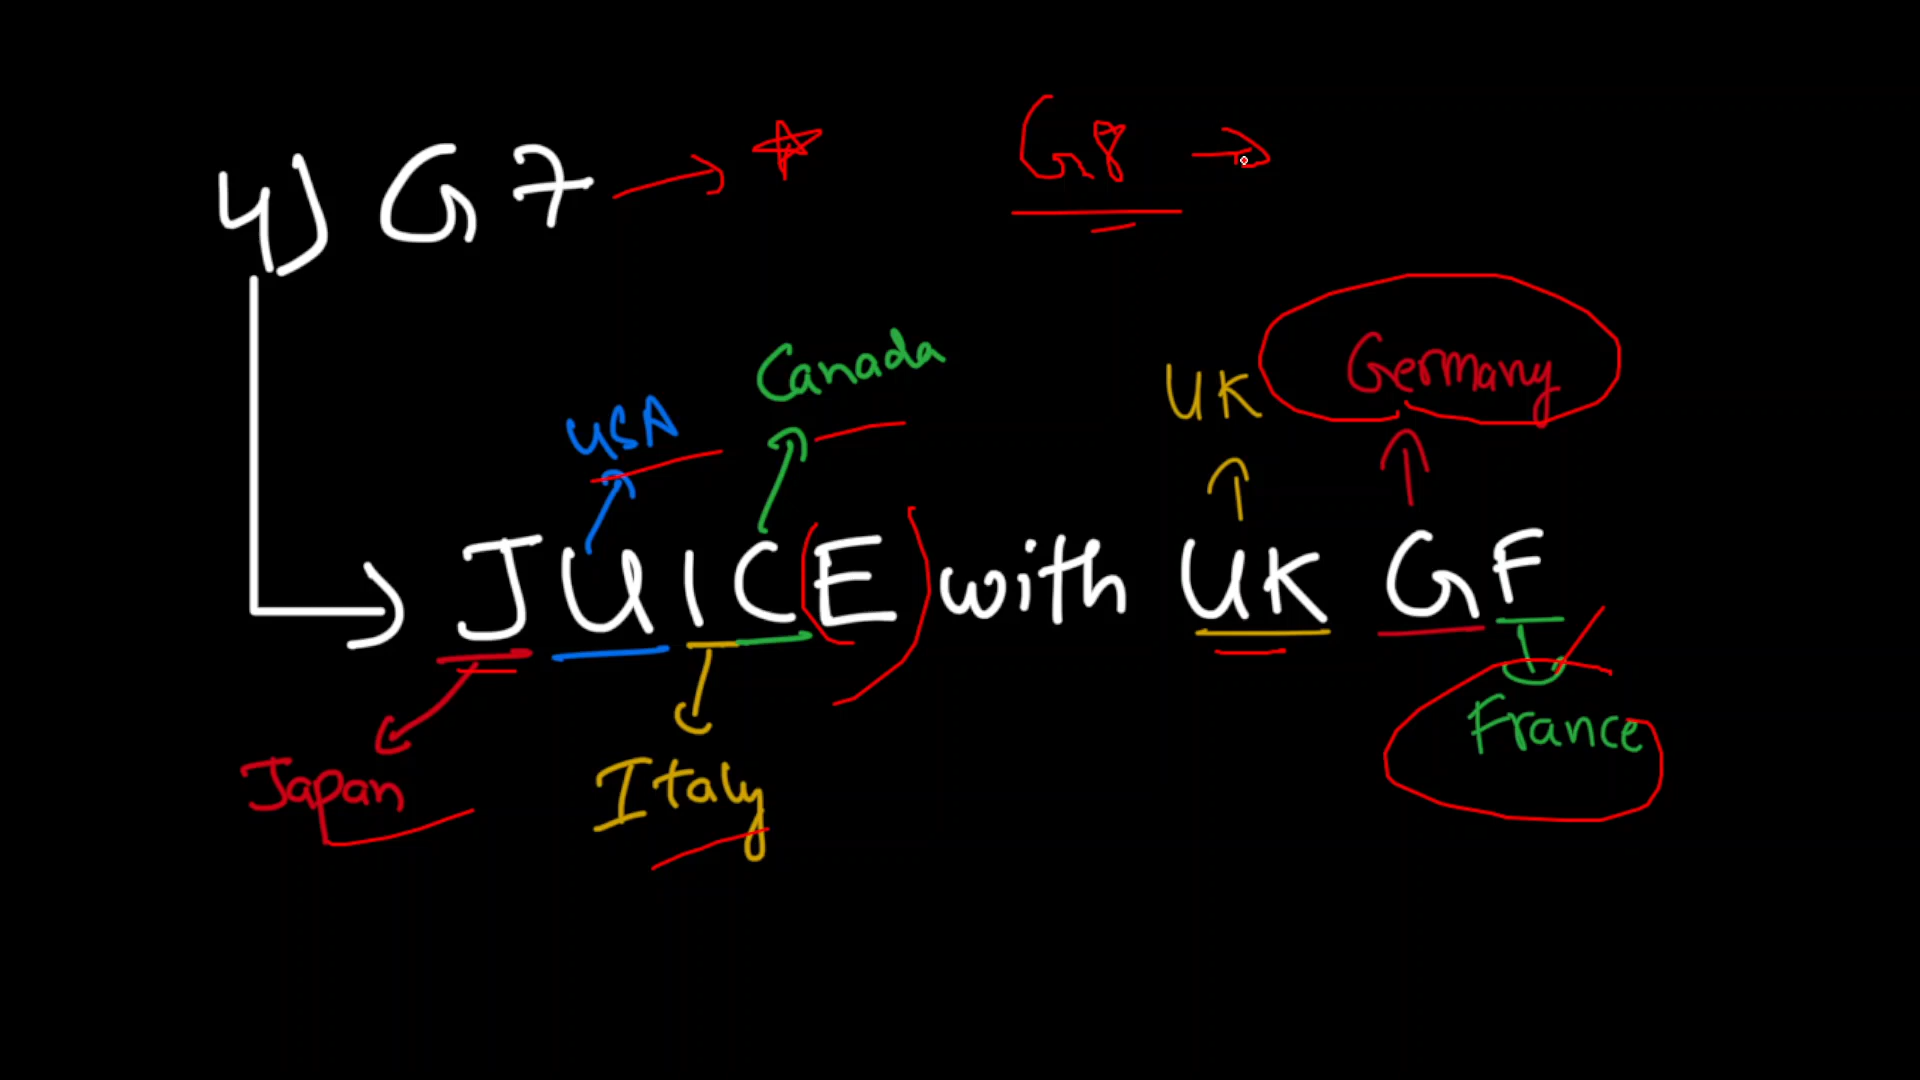 4) G7 → ☆ G8 →
Canada
UK Germany
USA
JUICE with UK GF
France
Japan Italy